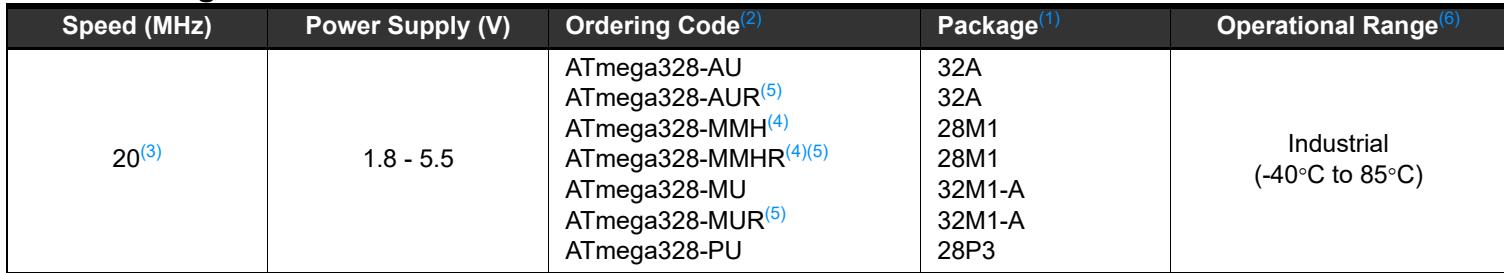 Speed (MHz) Power Supply (V) Ordering Code(2) Package(1) Operational Range(6)
20(3) 1.8 - 5.5
ATmega328-AU 32A
ATmega328-AUR(5) 32A
ATmega328-MMH(4) 28M1
ATmega328-MMHR(4)(5) 28M1
ATmega328-MU 32M1-A
ATmega328-MUR(5) 32M1-A
ATmega328-PU 28P3
Industrial
(-40°C to 85°C)